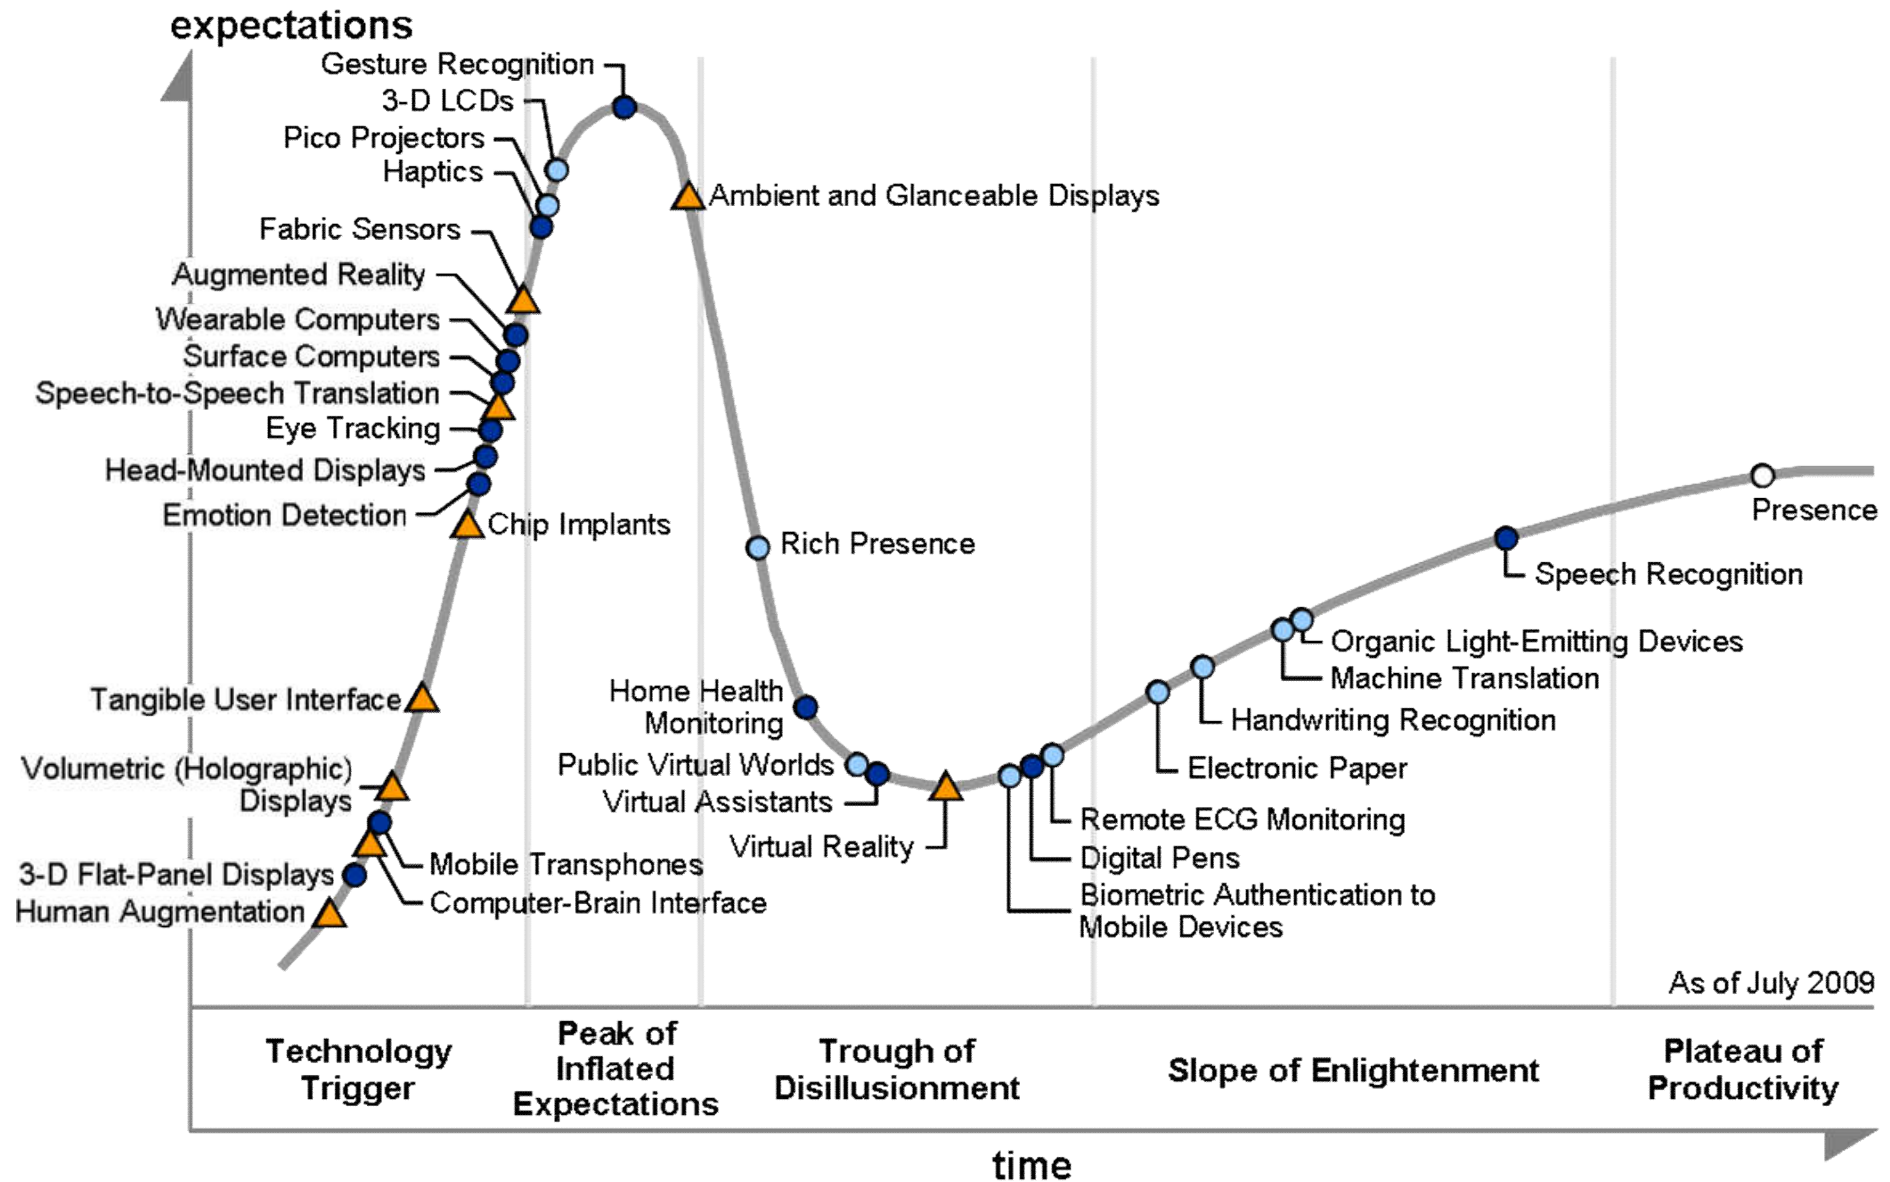 expectations
Gesture Recognition
3-D LCDs
Pico Projectors
Haptics
Ambient and Glanceable Displays
Fabric Sensors
Augmented Reality
Wearable Computers
Surface Computers
Speech-to-Speech Translation
Eye Tracking
Head-Mounted Displays
Emotion Detection
Chip Implants
Rich Presence
Presence
Speech Recognition
Organic Light-Emitting Devices
Machine Translation
Handwriting Recognition
Electronic Paper
Tangible User Interface
Home Health
Monitoring
Public Virtual Worlds
Virtual Assistants
Virtual Reality
Volumetric (Holographic)
Displays
Remote ECG Monitoring
Digital Pens
Biometric Authentication to
Mobile Devices
Mobile Transphones
3-D Flat-Panel Displays
Computer-Brain Interface
Human Augmentation
As of July 2009
Technology
Trigger
Peak of
Inflated
Expectations
Trough of
Disillusionment
Slope of Enlightenment
Plateau of
Productivity
time